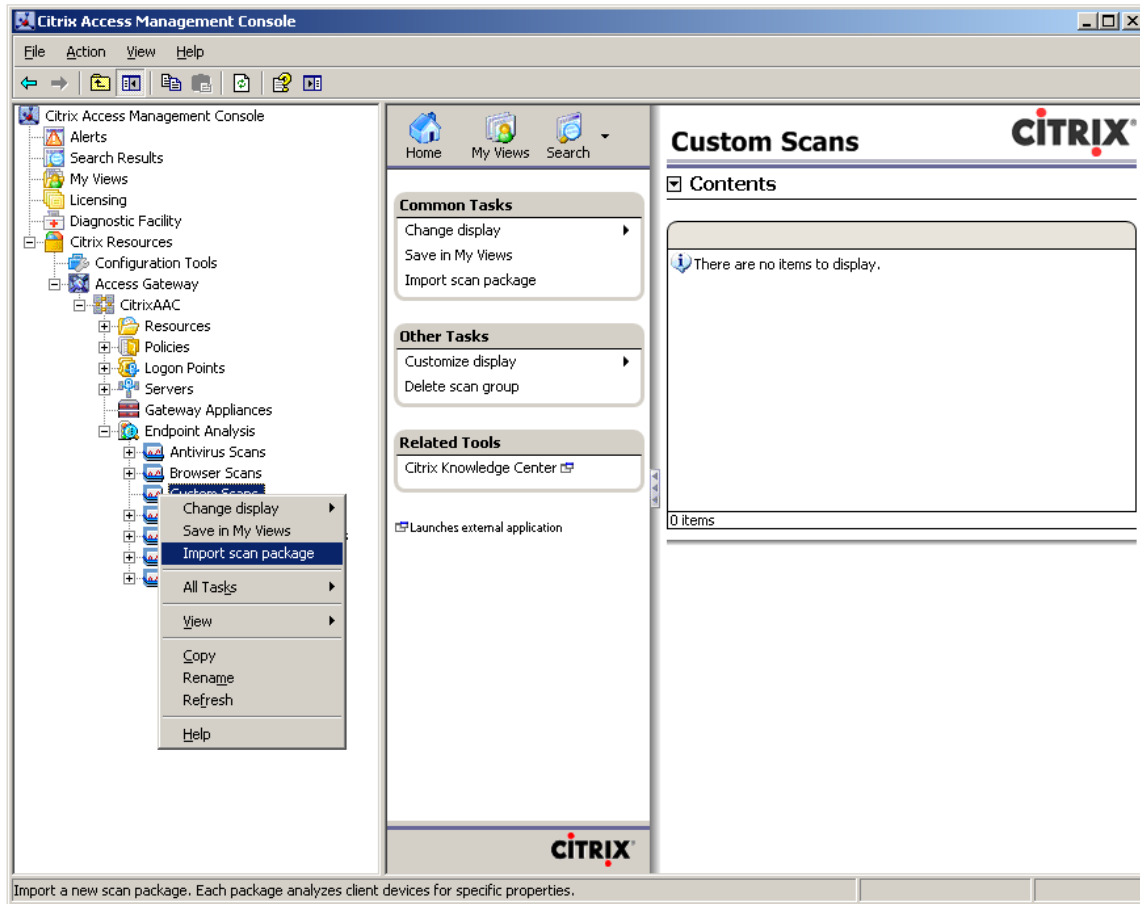 Citrix Access Management Console
File Action View Help
Citrix Access Management Console
Alerts
Search Results
My Views
Licensing
Diagnostic Facility
Citrix Resources
Configuration Tools
Access Gateway
CitrixAAC
Resources
Policies
Logon Points
Servers
Gateway Appliances
Endpoint Analysis
Antivirus Scans
Browser Scans
Custom Scans
Change display
Save in My Views
Import scan package
All Tasks
View
Copy
Rename
Refresh
Help
Home My Views Search
Common Tasks
Change display
Save in My Views
Import scan package
Other Tasks
Customize display
Delete scan group
Related Tools
Citrix Knowledge Center
Launches external application
CITRIX
Custom Scans
CITRIX
Contents
There are no items to display.
0 items
Import a new scan package. Each package analyzes client devices for specific properties.